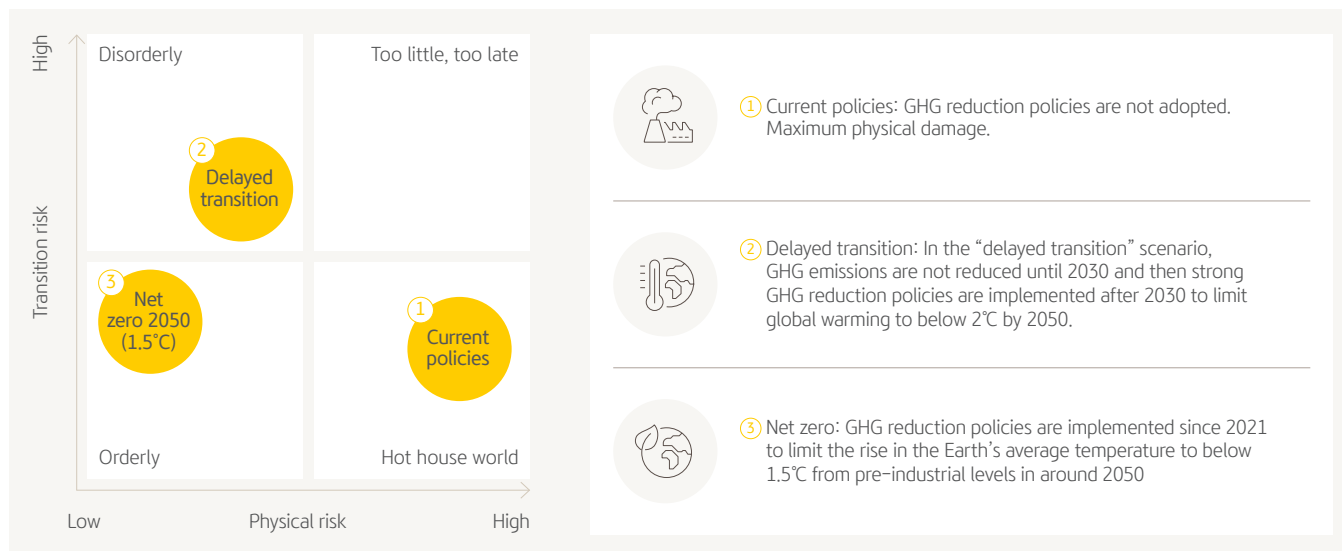 High
Transition risk
Disorderly
Too little, too late
2
Delayed
transition
3
Net
zero 2050
(1.5℃)
1
Current
policies
Orderly
Hot house world
Low
Physical risk
High
1 Current policies: GHG reduction policies are not adopted.
Maximum physical damage.
2 Delayed transition: In the “delayed transition” scenario,
GHG emissions are not reduced until 2030 and then strong
GHG reduction policies are implemented after 2030 to limit
global warming to below 2℃ by 2050.
3 Net zero: GHG reduction policies are implemented since 2021
to limit the rise in the Earth’s average temperature to below
1.5℃ from pre-industrial levels in around 2050